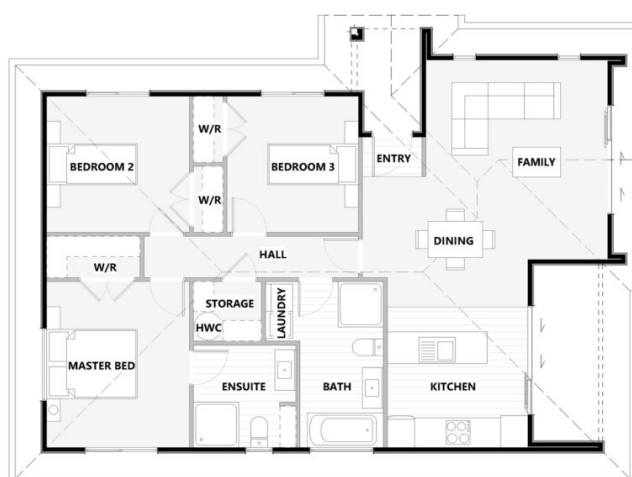 W/R
BEDROOM 2
BEDROOM 3
ENTRY
FAMILY
W/R
DINING
HALL
W/R
STORAGE
LAUNDRY
HWC
MASTER BED
ENSUITE
BATH
KITCHEN